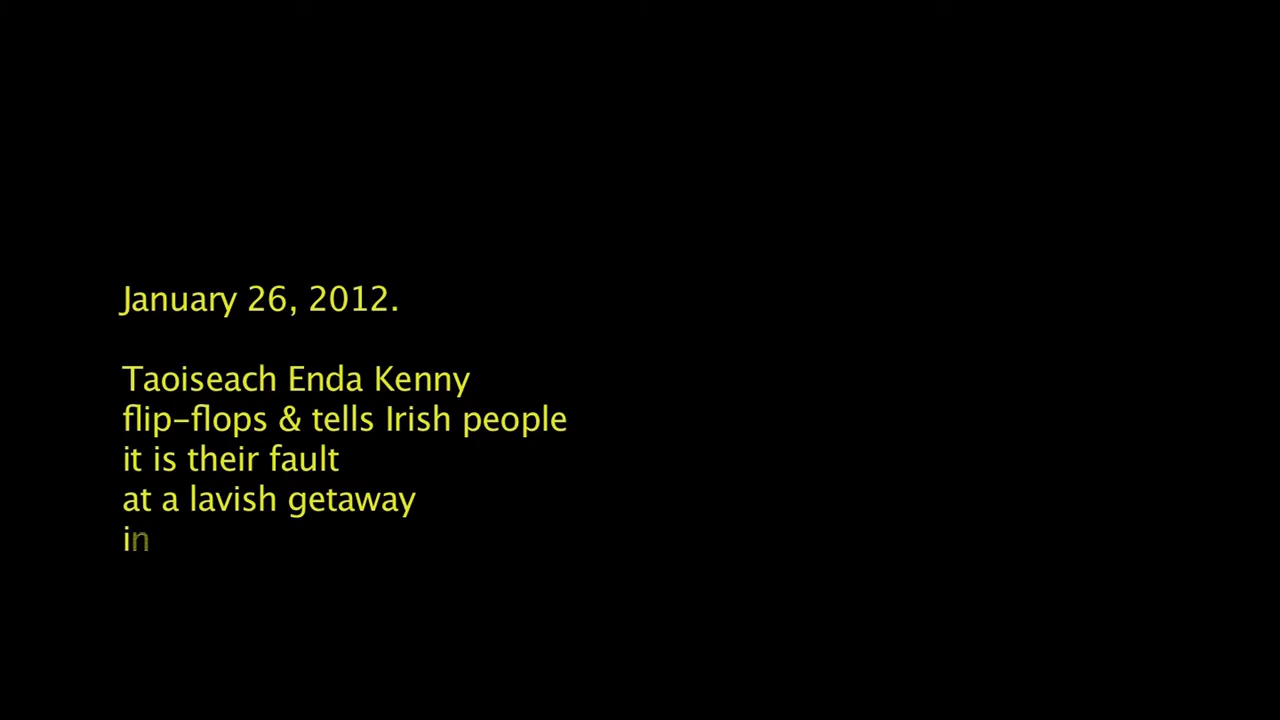 January 26, 2012.
Taoiseach Enda Kenny
flip-flops & tells Irish people
it is their fault
at a lavish getaway
in